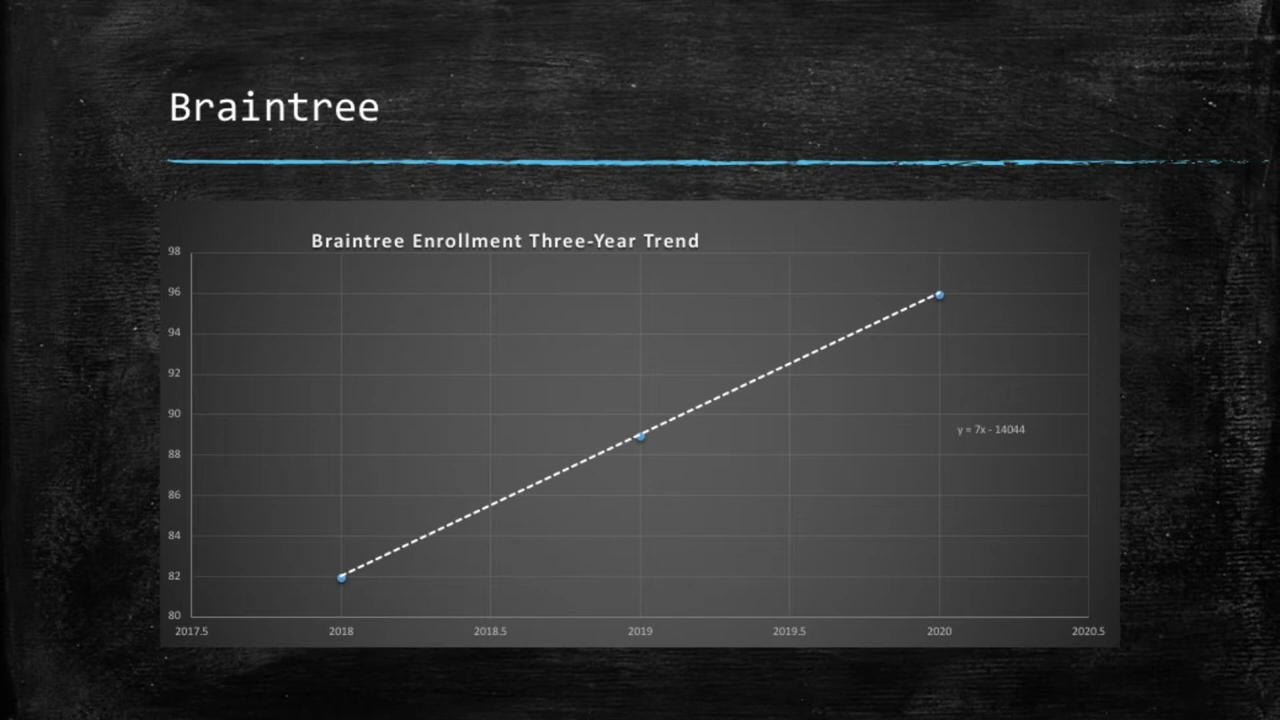 Braintree
Braintree Enrollment Three-Year Trend
98
96
94
92
90
88
86
84
82
80
y = 7x - 14044
2017.5 2018 2018.5 2019 2019.5 2020 2020.5